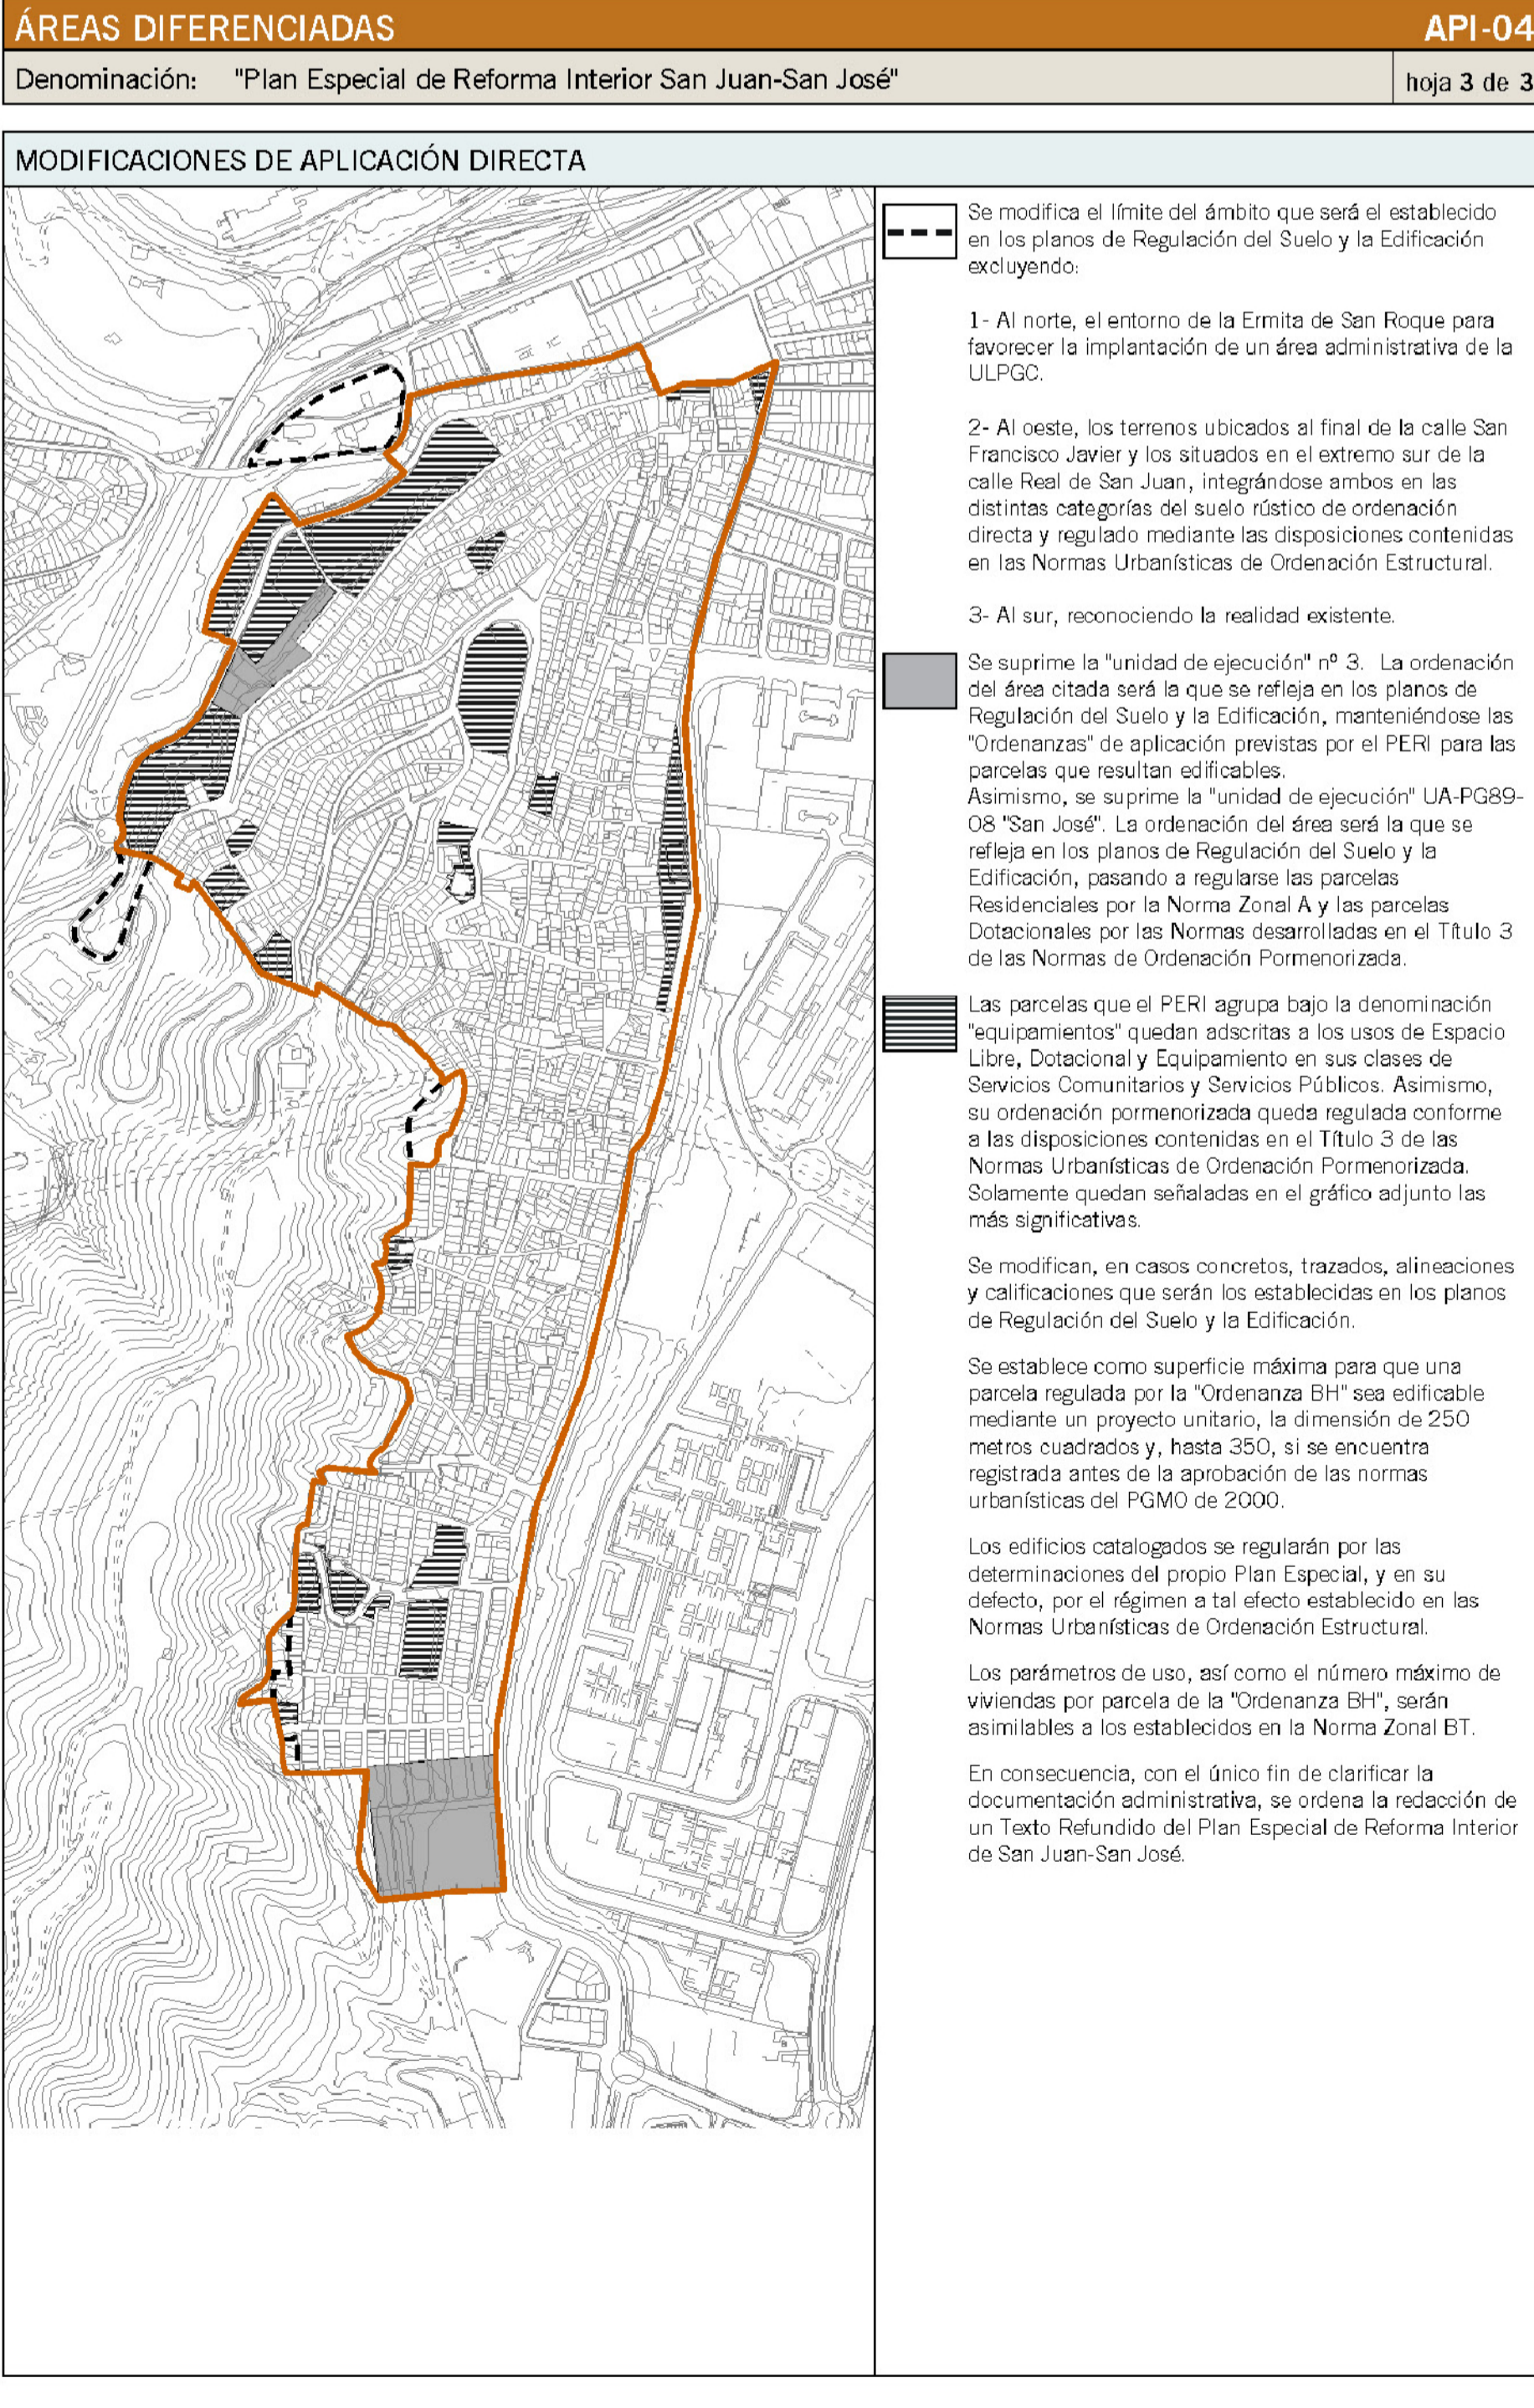 ÁREAS DIFERENCIADAS
API-04
Denominación: "Plan Especial de Reforma Interior San Juan-San José"
hoja 3 de 3
MODIFICACIONES DE APLICACIÓN DIRECTA
Se modifica el límite del ámbito que será el establecido
en los planos de Regulación del Suelo y la Edificación
excluyendo:
1- Al norte, el entorno de la Ermita de San Roque para
favorecer la implantación de un área administrativa de la
ULPGC.
2- Al oeste, los terrenos ubicados al final de la calle San
Francisco Javier y los situados en el extremo sur de la
calle Real de San Juan, integrándose ambos en las
distintas categorías del suelo rústico de ordenación
directa y regulado mediante las disposiciones contenidas
en las Normas Urbanísticas de Ordenación Estructural.
3- Al sur, reconociendo la realidad existente.
Se suprime la "unidad de ejecución" nº 3. La ordenación
del área citada será la que se refleja en los planos de
Regulación del Suelo y la Edificación, manteniéndose las
"Ordenanzas" de aplicación previstas por el PERI para las
parcelas que resultan edificables.
Asimismo, se suprime la "unidad de ejecución" UA-PG89-
08 "San José". La ordenación del área será la que se
refleja en los planos de Regulación del Suelo y la
Edificación, pasando a regularse las parcelas
Residenciales por la Norma Zonal A y las parcelas
Dotacionales por las Normas desarrolladas en el Título 3
de las Normas de Ordenación Pormenorizada.
Las parcelas que el PERI agrupa bajo la denominación
"equipamientos" quedan adscritas a los usos de Espacio
Libre, Dotacional y Equipamiento en sus clases de
Servicios Comunitarios y Servicios Públicos. Asimismo,
su ordenación pormenorizada queda regulada conforme
a las disposiciones contenidas en el Título 3 de las
Normas Urbanísticas de Ordenación Pormenorizada.
Solamente quedan señaladas en el gráfico adjunto las
más significativas.
Se modifican, en casos concretos, trazados, alineaciones
y calificaciones que serán los establecidas en los planos
de Regulación del Suelo y la Edificación.
Se establece como superficie máxima para que una
parcela regulada por la "Ordenanza BH" sea edificable
mediante un proyecto unitario, la dimensión de 250
metros cuadrados y, hasta 350, si se encuentra
registrada antes de la aprobación de las normas
urbanísticas del PGMO de 2000.
Los edificios catalogados se regularán por las
determinaciones del propio Plan Especial, y en su
defecto, por el régimen a tal efecto establecido en las
Normas Urbanísticas de Ordenación Estructural.
Los parámetros de uso, así como el número máximo de
viviendas por parcela de la "Ordenanza BH", serán
asimilables a los establecidos en la Norma Zonal BT.
En consecuencia, con el único fin de clarificar la
documentación administrativa, se ordena la redacción de
un Texto Refundido del Plan Especial de Reforma Interior
de San Juan-San José.